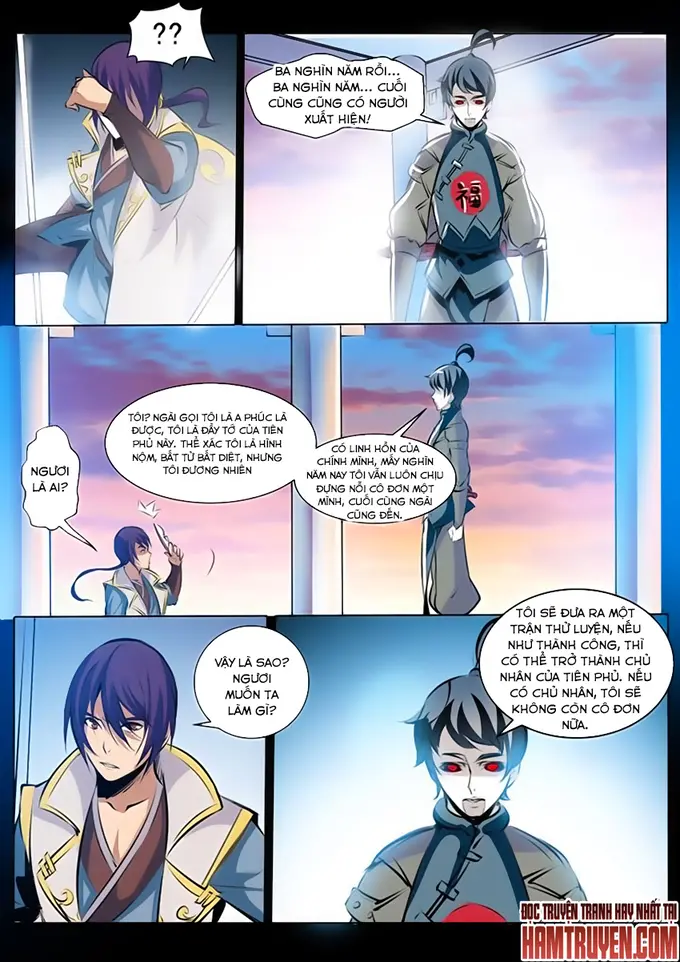 ??
BA NGHÌN NĂM RỒI...
BA NGHÌN NĂM... CUỐI
CÙNG CŨNG CÓ NGƯỜI
XUẤT HIỆN!
福
NGƯƠI
LÀ AI?
TÔI? NGÀI GỌI TÔI LÀ A PHÚC LÀ
ĐƯỢC, TÔI LÀ ĐẦY TỚ CỦA TIÊN
PHỦ NÀY. THỂ XÁC TÔI LÀ HÌNH
NỘM, BẤT TỬ BẤT DIỆT, NHƯNG
TÔI ĐƯƠNG NHIÊN
CÓ LINH HỒN CỦA
CHÍNH MÌNH, MẤY NGHÌN
NĂM NAY TÔI VẪN LUÔN CHỊU
ĐỰNG NỖI CÔ ĐƠN MỘT
MÌNH, CUỐI CÙNG NGÀI
CŨNG ĐẾN.
VẬY LÀ SAO?
NGƯƠI
MUỐN TA
LÀM GÌ?
TÔI SẼ ĐƯA RA MỘT
TRẬN THỬ LUYỆN, NẾU
NHƯ THÀNH CÔNG, THÌ
CÓ THỂ TRỞ THÀNH CHỦ
NHÂN CỦA TIÊN PHỦ. NẾU
CÓ CHỦ NHÂN, TÔI SẼ
KHÔNG CÒN CÔ ĐƠN
NỮA.
ĐỌC TRUYỆN TRANH HAY NHẤT TẠI
HAMTRUYEN.COM